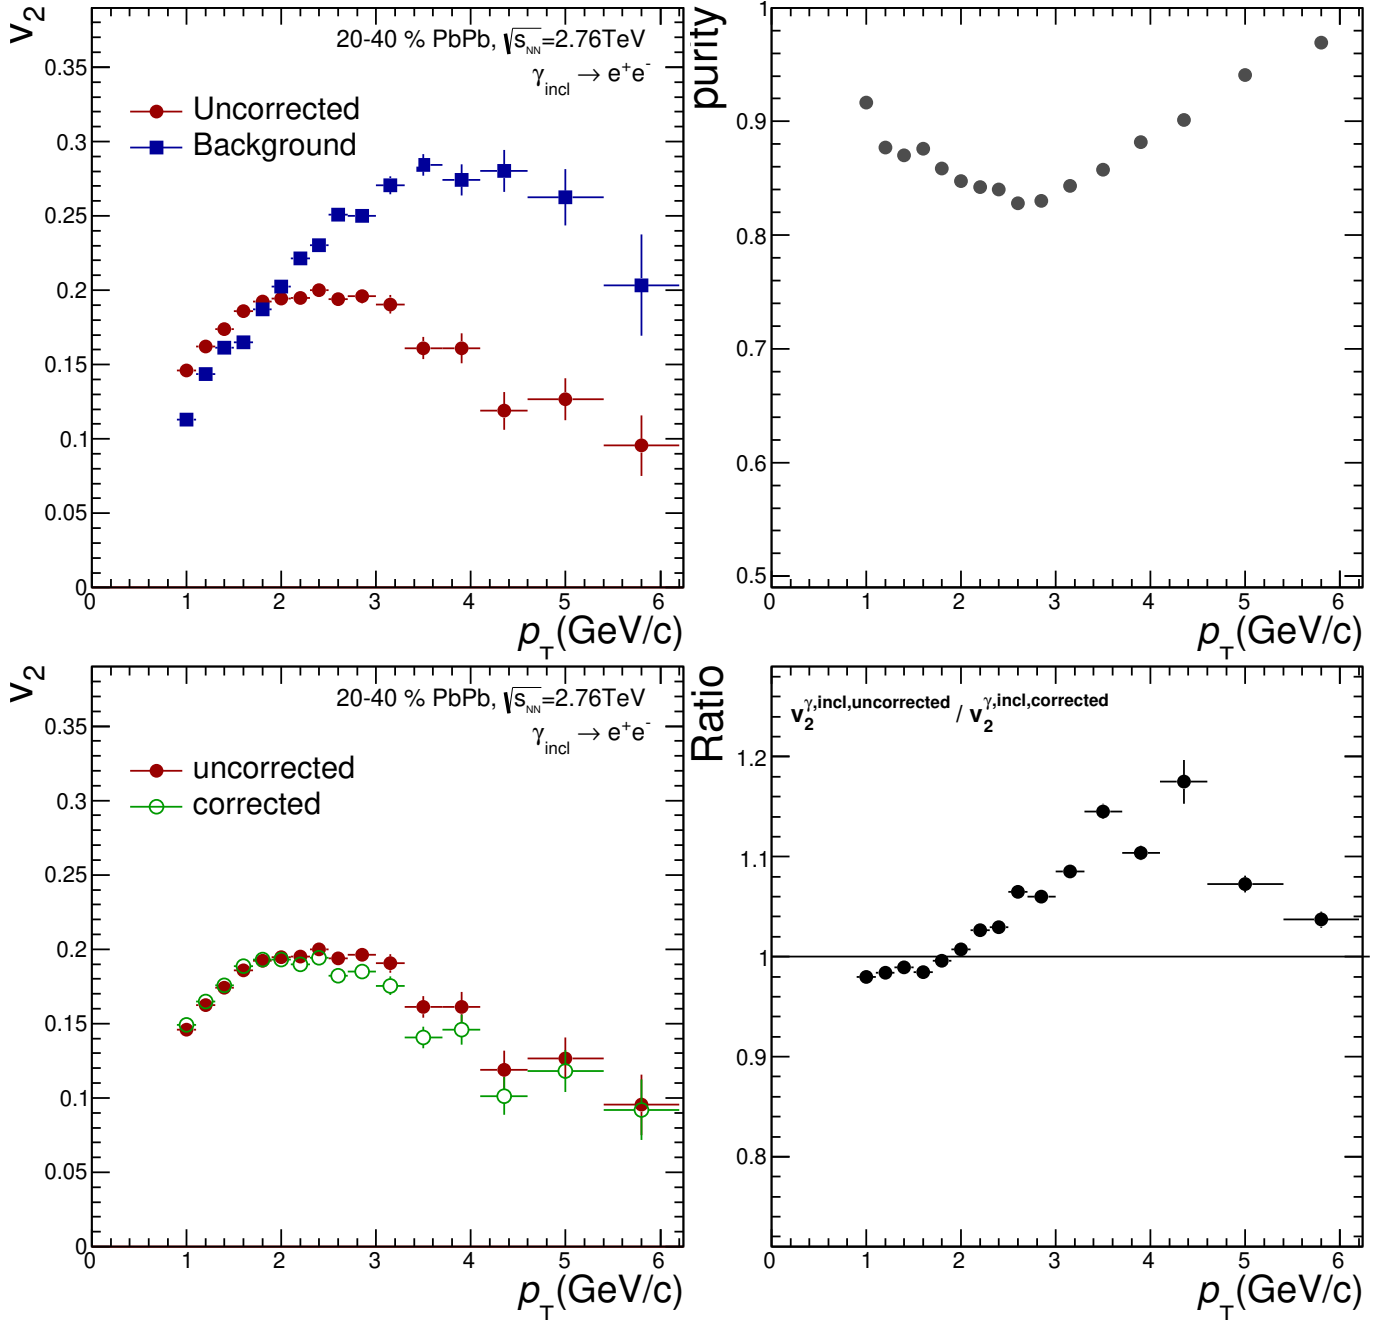 v2
20-40 % PbPb, √sNN=2.76TeV
γincl → e+e-
Uncorrected
Background
0.35
0.3
0.25
0.2
0.15
0.1
0.05
0
0 1 2 3 4 5 6
pT(GeV/c)
purity
1
0.9
0.8
0.7
0.6
0.5
0 1 2 3 4 5 6
pT(GeV/c)
v2
20-40 % PbPb, √sNN=2.76TeV
γincl → e+e-
uncorrected
corrected
0.35
0.3
0.25
0.2
0.15
0.1
0.05
0
0 1 2 3 4 5 6
pT(GeV/c)
Ratio
v2γ,incl,uncorrected / v2γ,incl,corrected
1.2
1.1
1
0.9
0.8
0 1 2 3 4 5 6
pT(GeV/c)